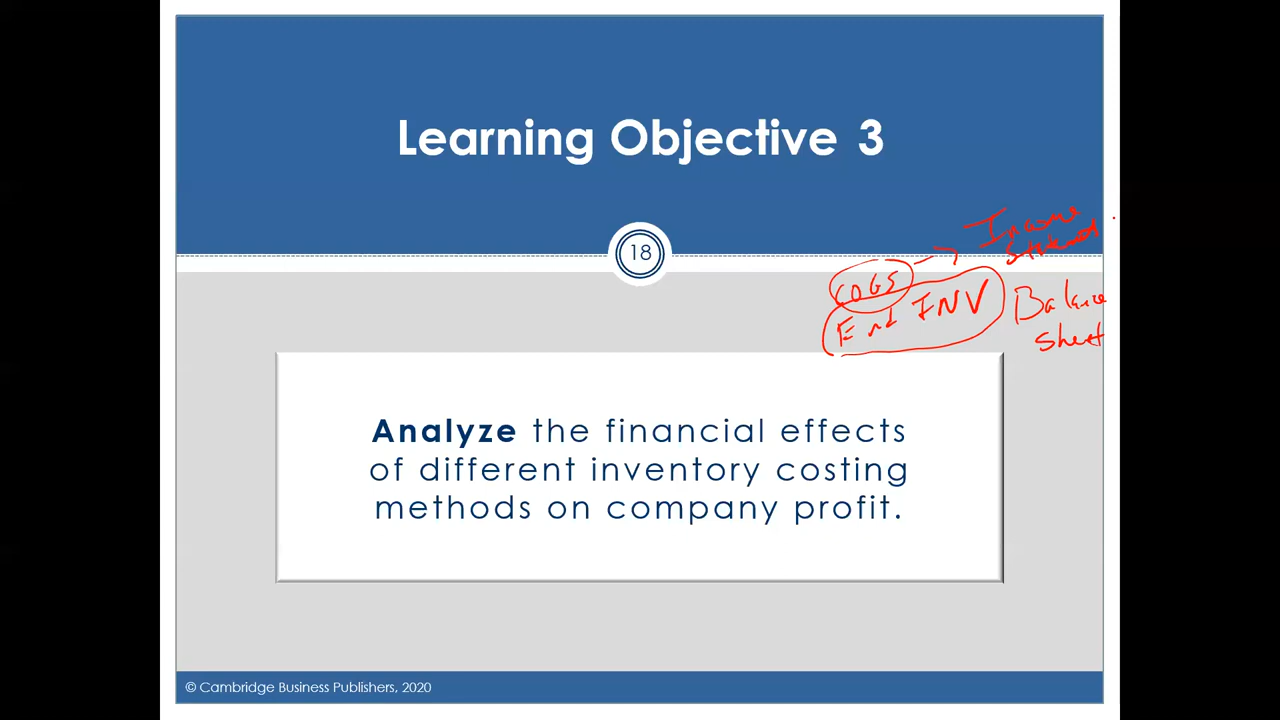 Learning Objective 3
18
Income
statement
COGS
End INV
Balance
sheet
Analyze the financial effects
of different inventory costing
methods on company profit.
© Cambridge Business Publishers, 2020